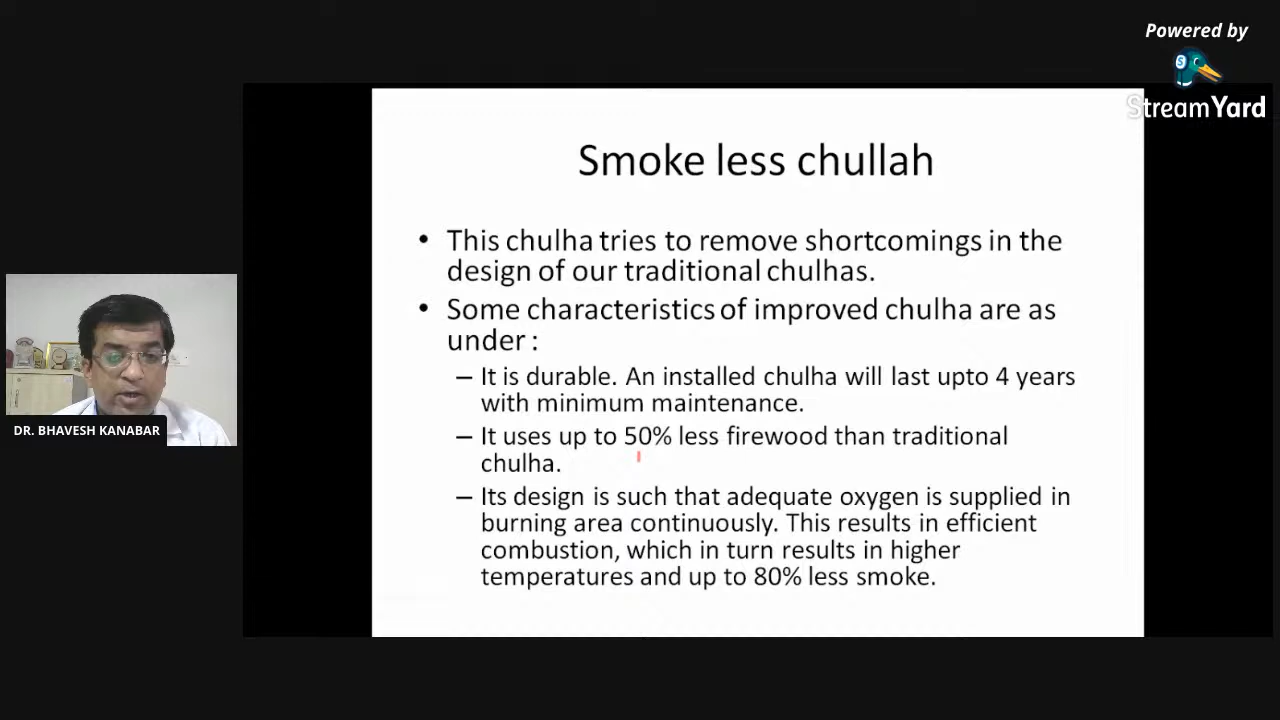 Powered by
StreamYard
Smoke less chullah
• This chulha tries to remove shortcomings in the
design of our traditional chulhas.
• Some characteristics of improved chulha are as
under :
– It is durable. An installed chulha will last upto 4 years
with minimum maintenance.
– It uses up to 50% less firewood than traditional
chulha.
– Its design is such that adequate oxygen is supplied in
burning area continuously. This results in efficient
combustion, which in turn results in higher
temperatures and up to 80% less smoke.
DR. BHAVESH KANABAR